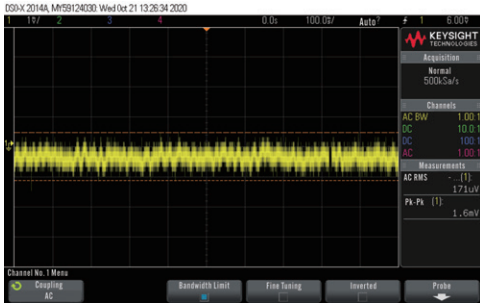 DSO-X 2014A, MY59124030: Wed Oct 21 13:26:34 2020
1 1♉/ 2 3 4 0.0s 100.0♉/ Auto? 1 6.00♉
KEYSIGHT
TECHNOLOGIES
Acquisition
Normal
500kSa/s
Channels
AC BW 1.00:1
DC 10.0:1
DC 100:1
AC 1.00:1
Measurements
AC RMS - ...(1):
171uV
Pk-Pk (1):
1.6mV
Channel No. 1 Menu
Coupling
AC
Bandwidth Limit
Fine Tuning
Inverted
Probe